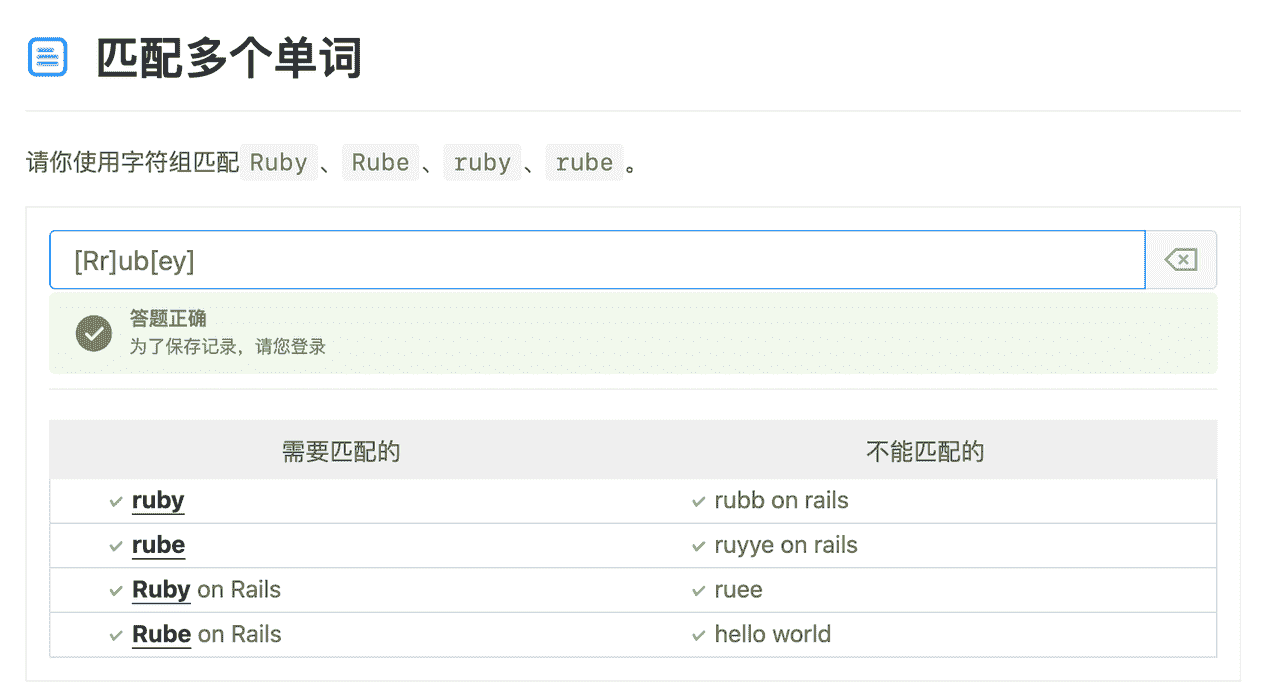 匹配多个单词
请你使用字符组匹配 Ruby 、 Rube 、 ruby 、 rube 。
[Rr]ub[ey]
答题正确
为了保存记录，请您登录
需要匹配的 不能匹配的
ruby rubb on rails
rube ruyye on rails
Ruby on Rails ruee
Rube on Rails hello world